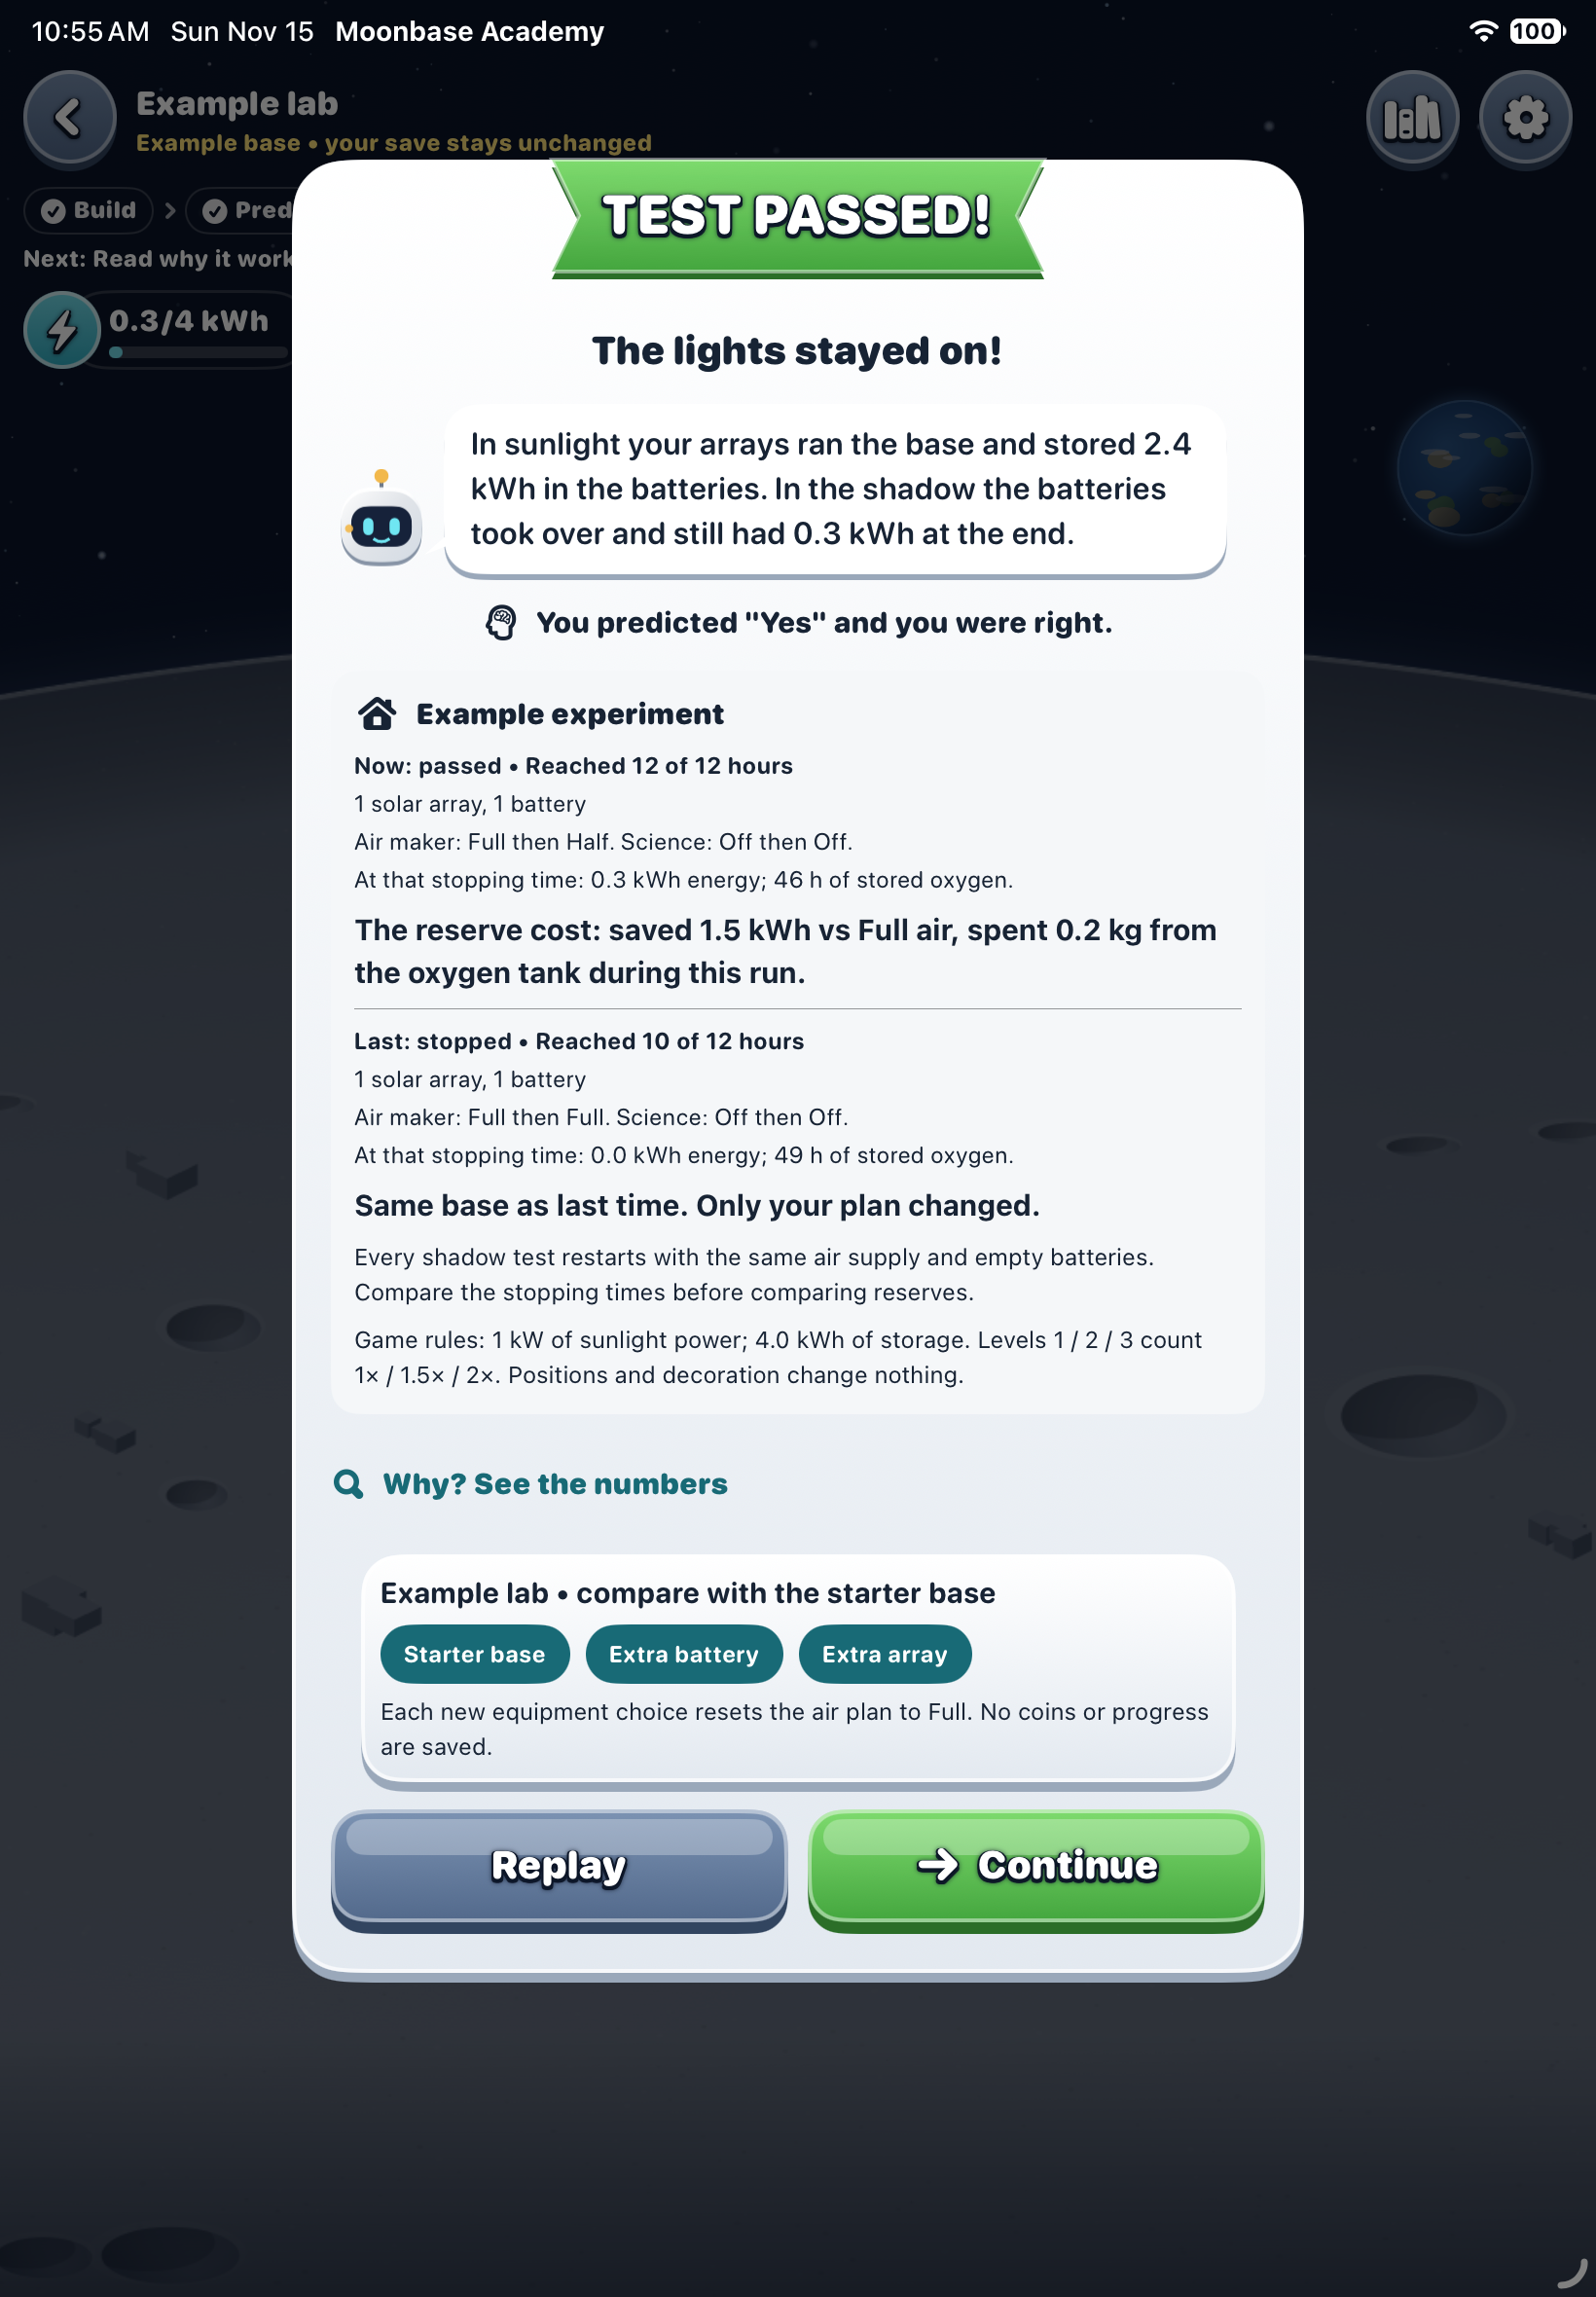 10:55 AM Sun Nov 15 Moonbase Academy
100
Example lab
Example base • your save stays unchanged
Build
Pred
Next: Read why it work
0.3/4 kWh
TEST PASSED!
The lights stayed on!
In sunlight your arrays ran the base and stored 2.4
kWh in the batteries. In the shadow the batteries
took over and still had 0.3 kWh at the end.
You predicted "Yes" and you were right.
Example experiment
Now: passed • Reached 12 of 12 hours
1 solar array, 1 battery
Air maker: Full then Half. Science: Off then Off.
At that stopping time: 0.3 kWh energy; 46 h of stored oxygen.
The reserve cost: saved 1.5 kWh vs Full air, spent 0.2 kg from
the oxygen tank during this run.
Last: stopped • Reached 10 of 12 hours
1 solar array, 1 battery
Air maker: Full then Full. Science: Off then Off.
At that stopping time: 0.0 kWh energy; 49 h of stored oxygen.
Same base as last time. Only your plan changed.
Every shadow test restarts with the same air supply and empty batteries.
Compare the stopping times before comparing reserves.
Game rules: 1 kW of sunlight power; 4.0 kWh of storage. Levels 1 / 2 / 3 count
1× / 1.5× / 2×. Positions and decoration change nothing.
Why? See the numbers
Example lab • compare with the starter base
Starter base
Extra battery
Extra array
Each new equipment choice resets the air plan to Full. No coins or progress
are saved.
Replay
Continue